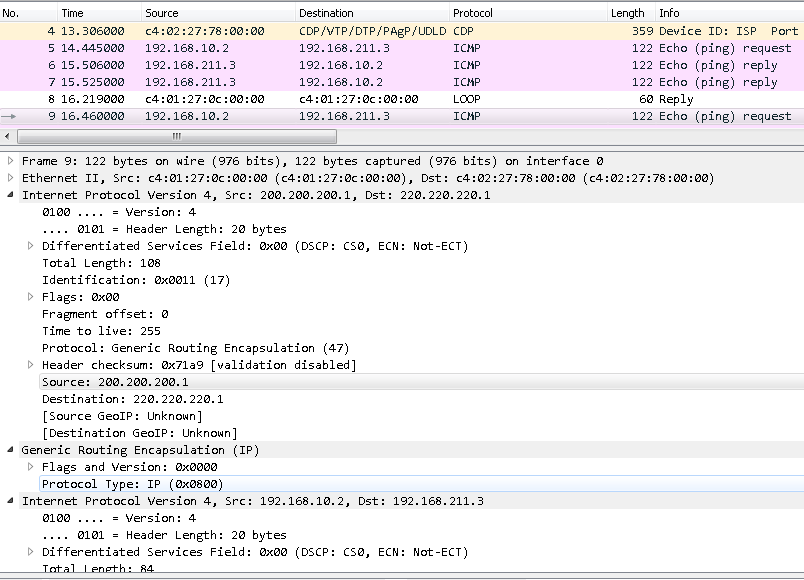 No. Time Source Destination Protocol Length Info
4 13.306000 c4:02:27:78:00:00 CDP/VTP/DTP/PAgP/UDLD CDP 359 Device ID: ISP Port
5 14.445000 192.168.10.2 192.168.211.3 ICMP 122 Echo (ping) request
6 15.506000 192.168.211.3 192.168.10.2 ICMP 122 Echo (ping) reply
7 15.525000 192.168.211.3 192.168.10.2 ICMP 122 Echo (ping) reply
8 16.219000 c4:01:27:0c:00:00 c4:01:27:0c:00:00 LOOP 60 Reply
9 16.460000 192.168.10.2 192.168.211.3 ICMP 122 Echo (ping) request
Frame 9: 122 bytes on wire (976 bits), 122 bytes captured (976 bits) on interface 0
Ethernet II, Src: c4:01:27:0c:00:00 (c4:01:27:0c:00:00), Dst: c4:02:27:78:00:00 (c4:02:27:78:00:00)
Internet Protocol Version 4, Src: 200.200.200.1, Dst: 220.220.220.1
0100 .... = Version: 4
.... 0101 = Header Length: 20 bytes
Differentiated Services Field: 0x00 (DSCP: CS0, ECN: Not-ECT)
Total Length: 108
Identification: 0x0011 (17)
Flags: 0x00
Fragment offset: 0
Time to live: 255
Protocol: Generic Routing Encapsulation (47)
Header checksum: 0x71a9 [validation disabled]
Source: 200.200.200.1
Destination: 220.220.220.1
[Source GeoIP: Unknown]
[Destination GeoIP: Unknown]
Generic Routing Encapsulation (IP)
Flags and Version: 0x0000
Protocol Type: IP (0x0800)
Internet Protocol Version 4, Src: 192.168.10.2, Dst: 192.168.211.3
0100 .... = Version: 4
.... 0101 = Header Length: 20 bytes
Differentiated Services Field: 0x00 (DSCP: CS0, ECN: Not-ECT)
Total Length: 84